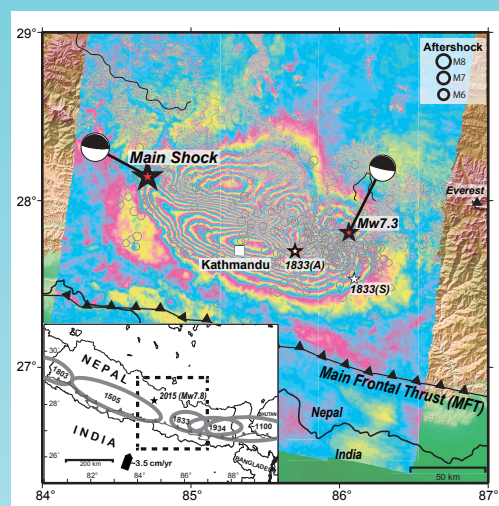 29°
Aftershock
M8
M7
M6
Main Shock
Everest
28°
Mw7.3
Kathmandu
1833(A)
1833(S)
27°
Main Frontal Thrust (MFT)
Nepal
India
50 km
84°
85°
86°
87°
30°
28°
26°
NEPAL
1803
1505
2015 (Mw7.8)
1833
1934
1100
BHUTAN
INDIA
BANGLADESH
200 km
~3.5 cm/yr
82°
84°
86°
88°